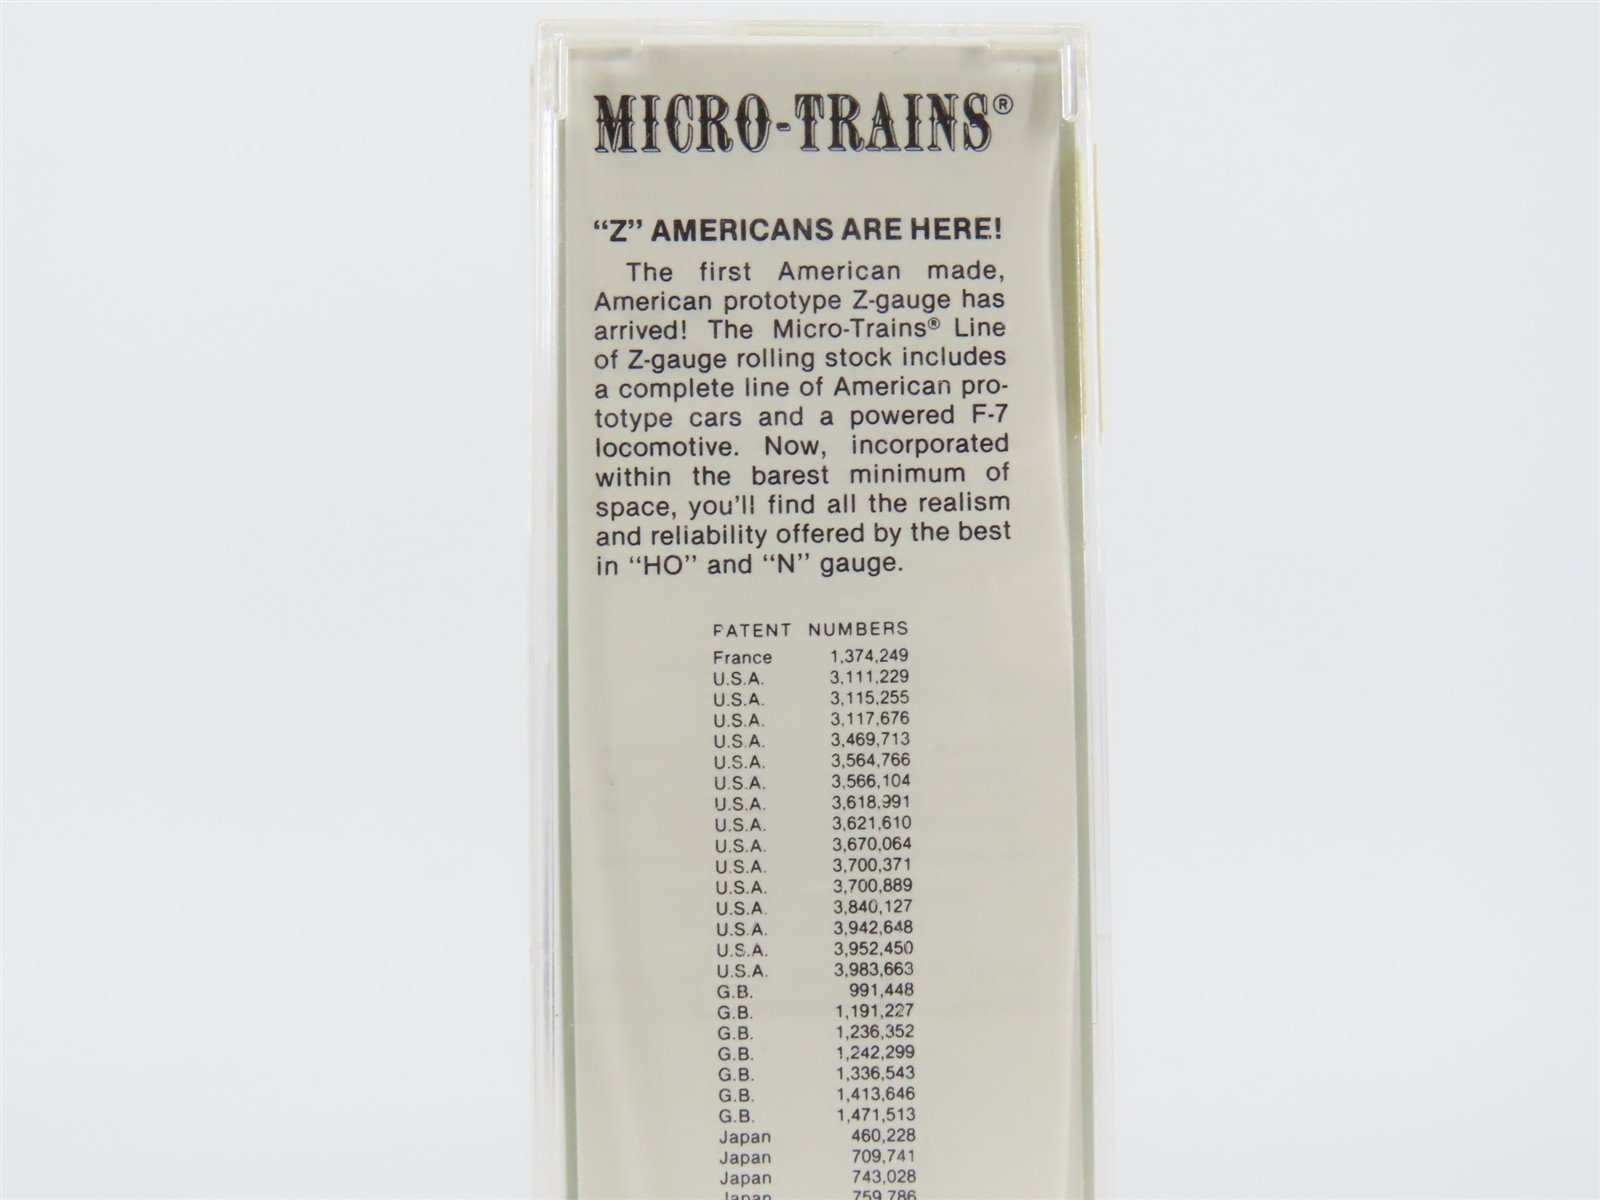 MICRO-TRAINS®
“Z” AMERICANS ARE HERE!
The first American made,
American prototype Z-gauge has
arrived! The Micro-Trains® Line
of Z-gauge rolling stock includes
a complete line of American pro-
totype cars and a powered F-7
locomotive. Now, incorporated
within the barest minimum of
space, you'll find all the realism
and reliability offered by the best
in “HO” and “N” gauge.
PATENT NUMBERS
France 1,374,249
U.S.A. 3,111,229
U.S.A. 3,115,255
U.S.A. 3,117,676
U.S.A. 3,469,713
U.S.A. 3,564,766
U.S.A. 3,566,104
U.S.A. 3,618,991
U.S.A. 3,621,610
U.S.A. 3,670,064
U.S.A. 3,700,371
U.S.A. 3,700,889
U.S.A. 3,840,127
U.S.A. 3,942,648
U.S.A. 3,952,450
U.S.A. 3,983,663
G.B. 991,448
G.B. 1,191,227
G.B. 1,236,352
G.B. 1,242,299
G.B. 1,336,543
G.B. 1,413,646
G.B. 1,471,513
Japan 460,228
Japan 709,741
Japan 743,028
Japan 759,786